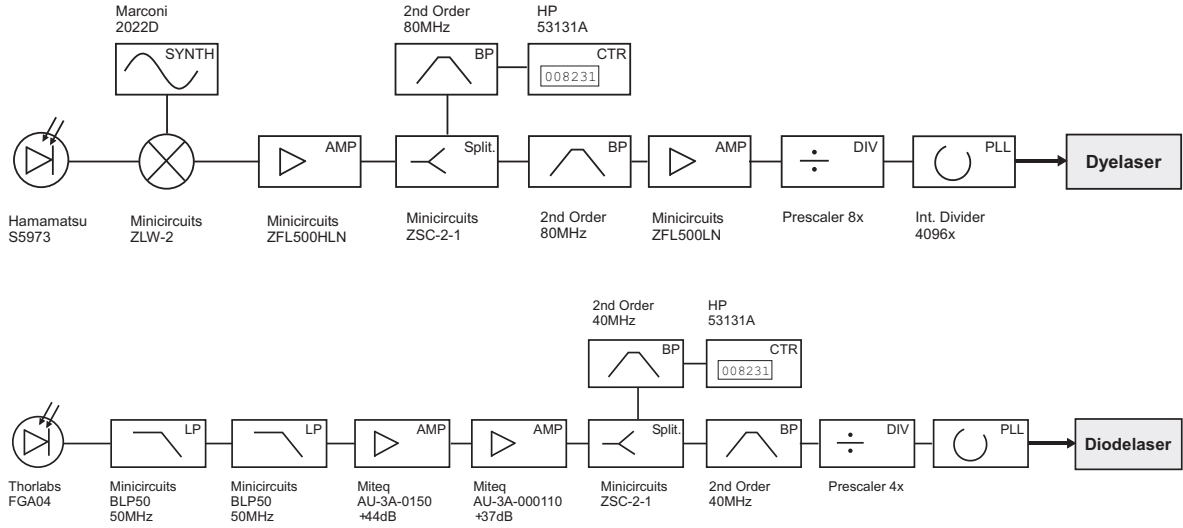 Marconi
2022D
2nd Order
80MHz
HP
53131A
SYNTH
BP
CTR
008231
AMP
Split.
BP
AMP
DIV
PLL
Dyelaser
Hamamatsu
S5973
Minicircuits
ZLW-2
Minicircuits
ZFL500HLN
Minicircuits
ZSC-2-1
2nd Order
80MHz
Minicircuits
ZFL500LN
Prescaler 8x
Int. Divider
4096x
2nd Order
40MHz
HP
53131A
BP
CTR
008231
LP
LP
AMP
AMP
Split.
BP
DIV
PLL
Diodelaser
Thorlabs
FGA04
Minicircuits
BLP50
50MHz
Minicircuits
BLP50
50MHz
Miteq
AU-3A-0150
+44dB
Miteq
AU-3A-000110
+37dB
Minicircuits
ZSC-2-1
2nd Order
40MHz
Prescaler 4x